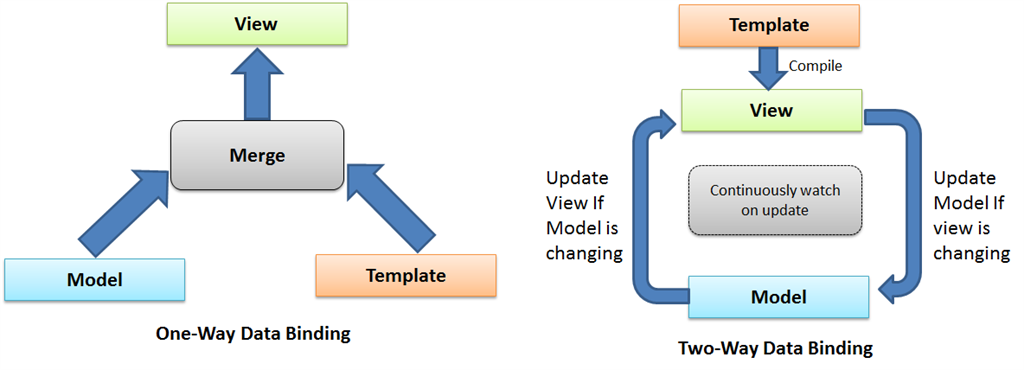 View
Merge
Model
Template
One-Way Data Binding
Template
Compile
View
Update
View If
Model is
changing
Continuously watch
on update
Update
Model If
view is
changing
Model
Two-Way Data Binding